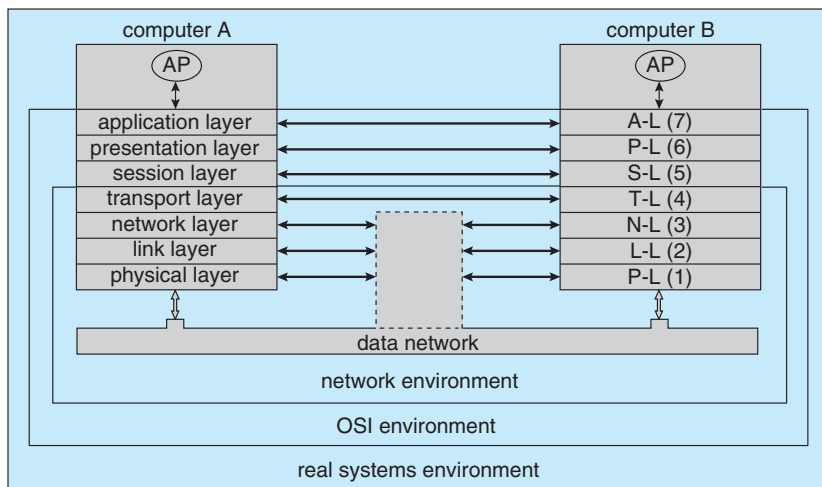 computer A
computer B
AP
AP
application layer
A-L (7)
presentation layer
P-L (6)
session layer
S-L (5)
transport layer
T-L (4)
network layer
N-L (3)
link layer
L-L (2)
physical layer
P-L (1)
data network
network environment
OSI environment
real systems environment